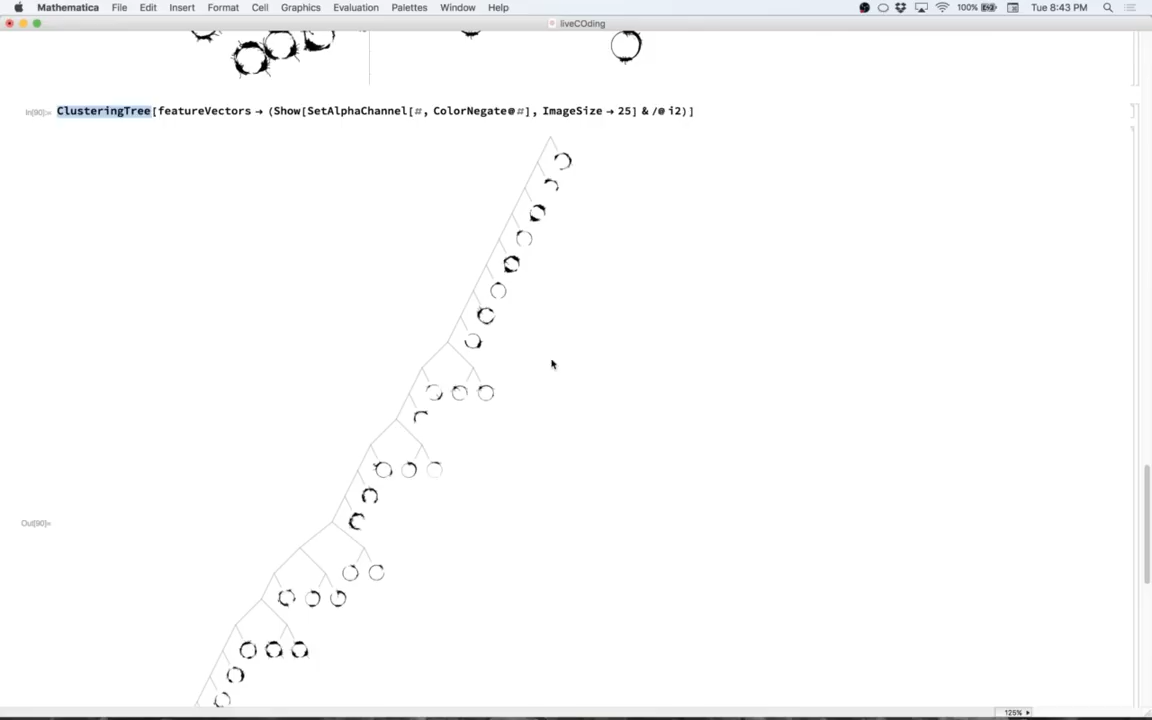 Mathematica File Edit Insert Format Cell Graphics Evaluation Palettes Window Help 100% Tue 8:43 PM
liveCOding
In[90]:= ClusteringTree[featureVectors → (Show[SetAlphaChannel[#, ColorNegate@#], ImageSize → 25] & /@ i2)]
Out[90]=
125%